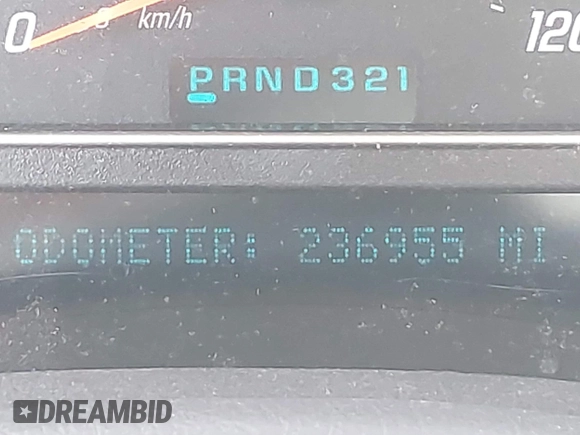 0 km/h 120
PRND321
ODOMETER: 236955 MI
DREAMBID